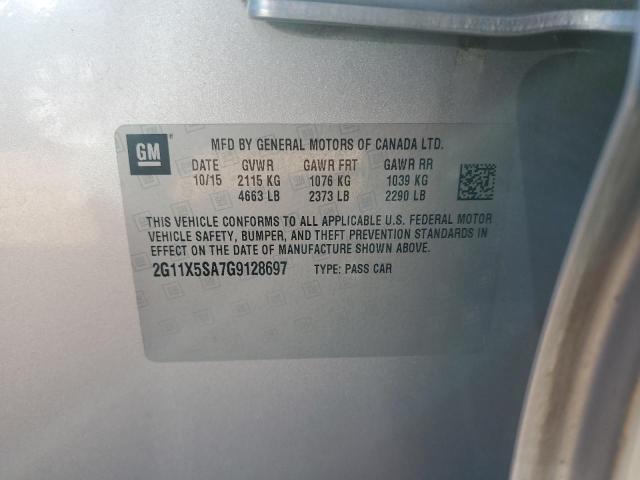 GM MFD BY GENERAL MOTORS OF CANADA LTD.
DATE GVWR GAWR FRT GAWR RR
10/15 2115 KG 1076 KG 1039 KG
4663 LB 2373 LB 2290 LB
THIS VEHICLE CONFORMS TO ALL APPLICABLE U.S. FEDERAL MOTOR
VEHICLE SAFETY, BUMPER, AND THEFT PREVENTION STANDARDS IN
EFFECT ON THE DATE OF MANUFACTURE SHOWN ABOVE.
2G11X5SA7G9128697 TYPE: PASS CAR